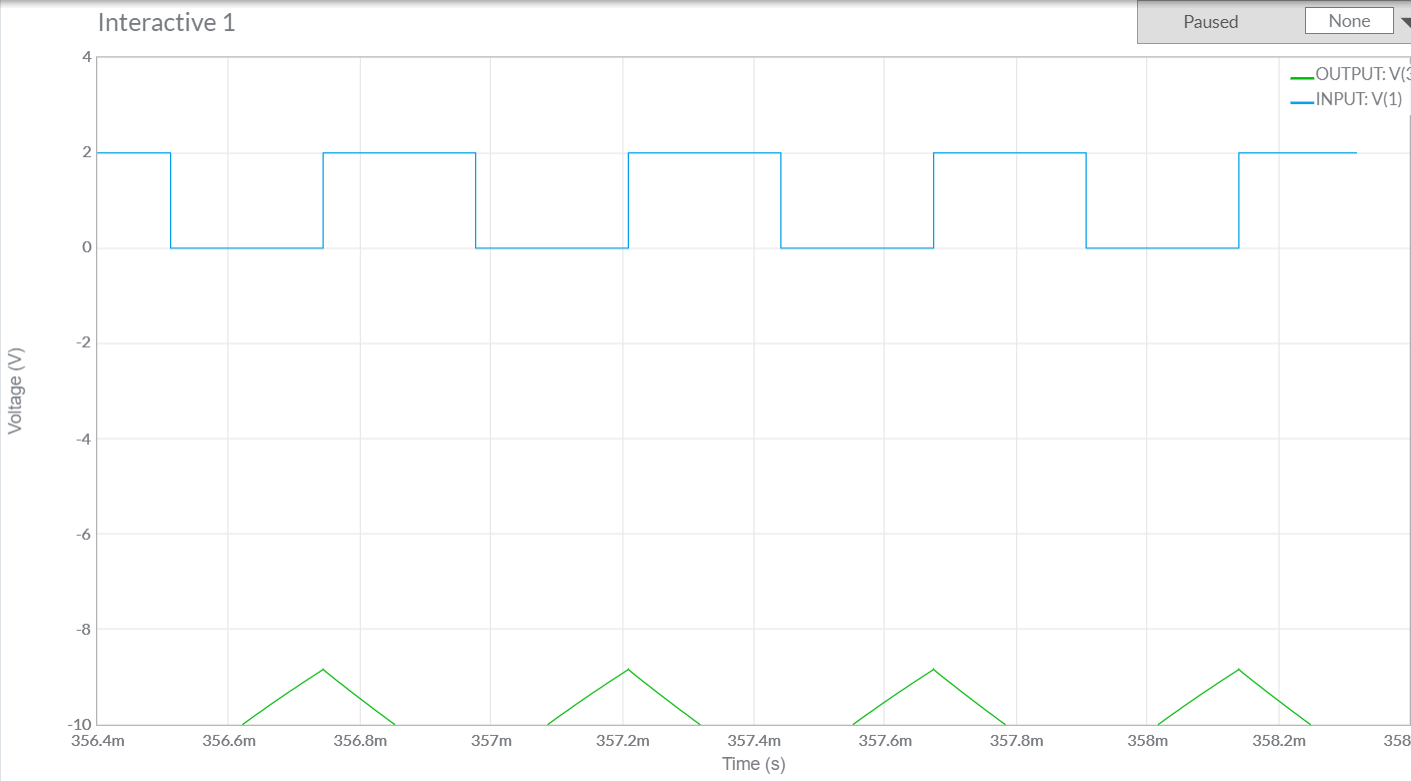 Interactive 1
Paused
None
OUTPUT: V(3
INPUT: V(1)
4
2
0
-2
-4
-6
-8
-10
Voltage (V)
356.4m 356.6m 356.8m 357m 357.2m 357.4m 357.6m 357.8m 358m 358.2m 358
Time (s)